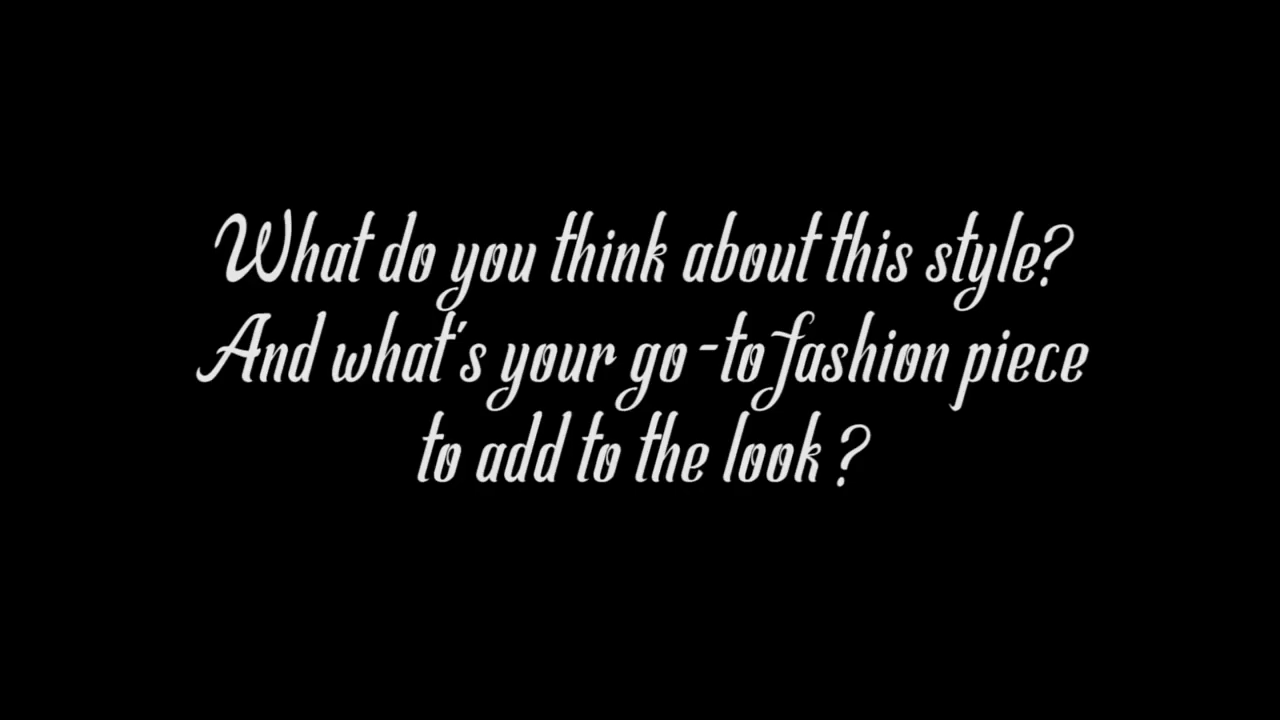 What do you think about this style?
And what's your go-to fashion piece
to add to the look?